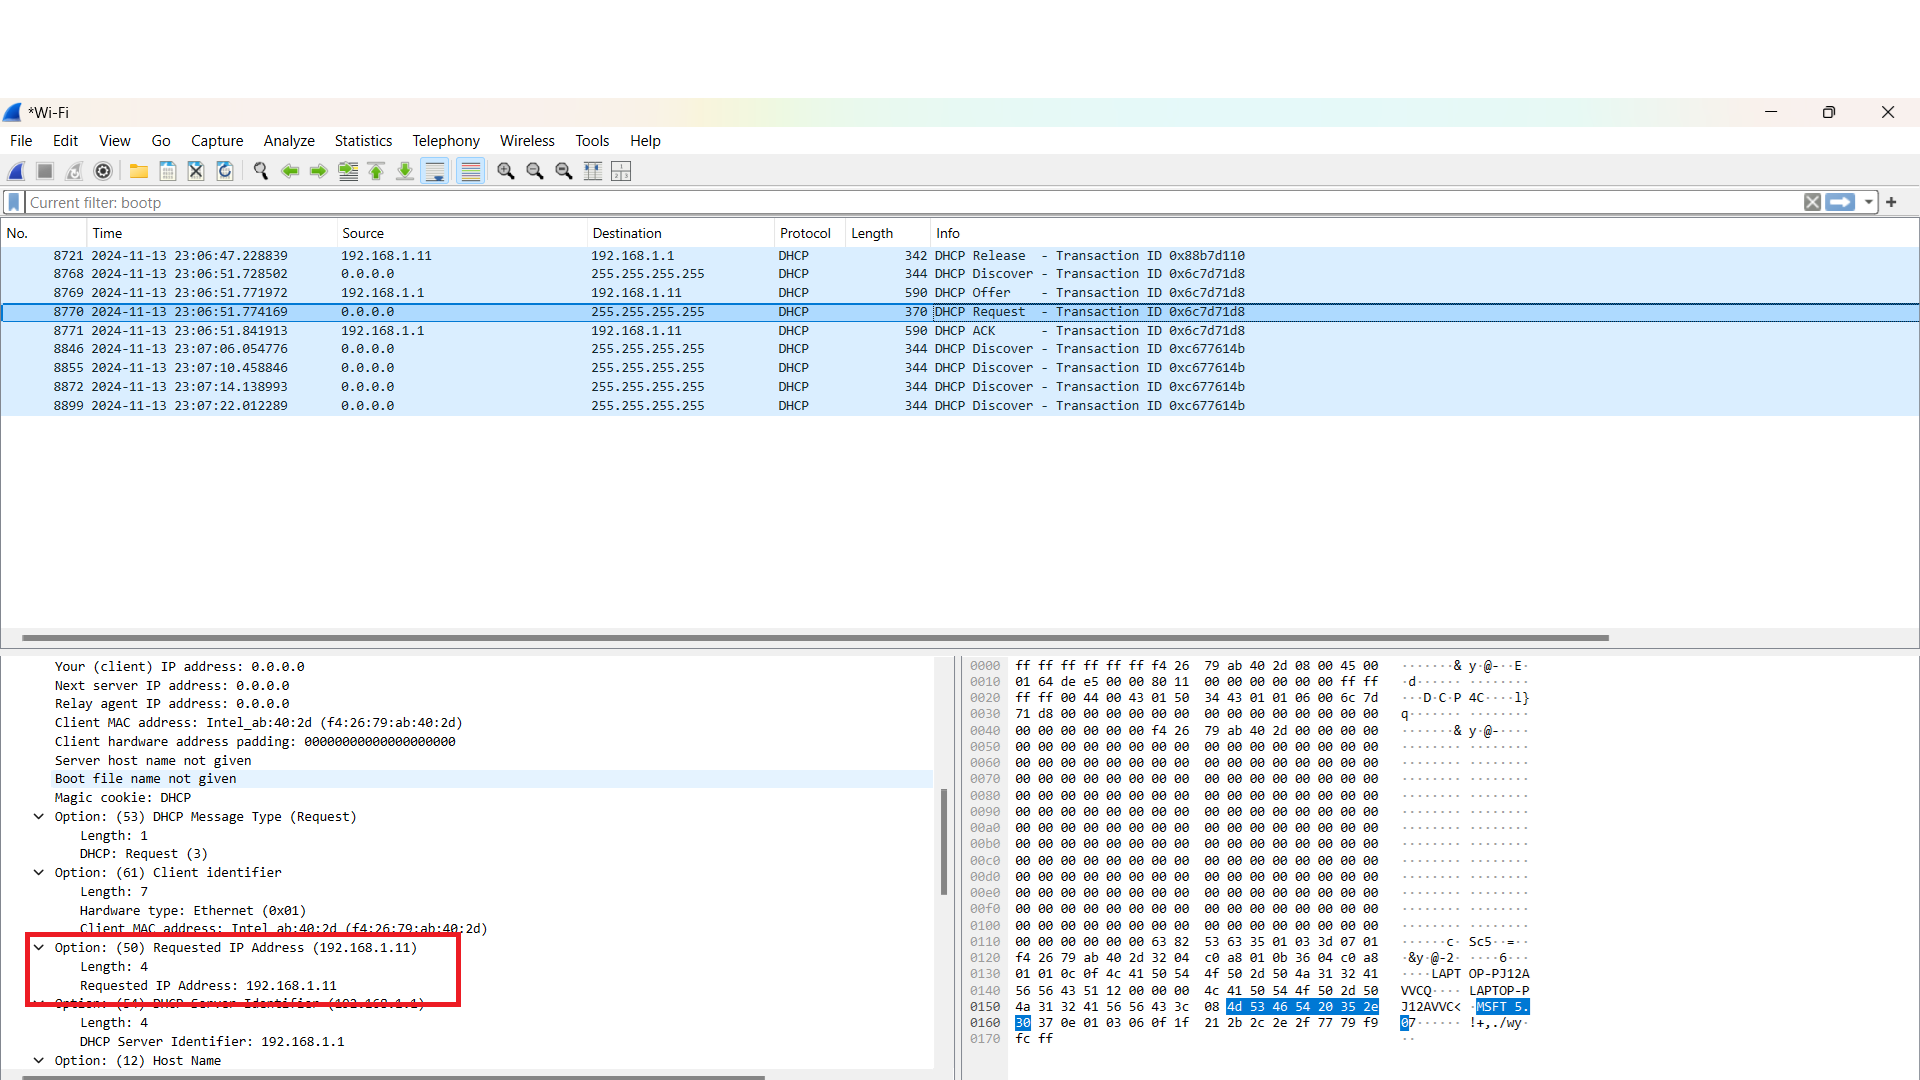 *Wi-Fi
File Edit View Go Capture Analyze Statistics Telephony Wireless Tools Help
Current filter: bootp
No. Time Source Destination Protocol Length Info
8721 2024-11-13 23:06:47.228839 192.168.1.11 192.168.1.1 DHCP 342 DHCP Release - Transaction ID 0x88b7d110
8768 2024-11-13 23:06:51.728502 0.0.0.0 255.255.255.255 DHCP 344 DHCP Discover - Transaction ID 0x6c7d71d8
8769 2024-11-13 23:06:51.771972 192.168.1.1 192.168.1.11 DHCP 590 DHCP Offer - Transaction ID 0x6c7d71d8
8770 2024-11-13 23:06:51.774169 0.0.0.0 255.255.255.255 DHCP 370 DHCP Request - Transaction ID 0x6c7d71d8
8771 2024-11-13 23:06:51.841913 192.168.1.1 192.168.1.11 DHCP 590 DHCP ACK - Transaction ID 0x6c7d71d8
8846 2024-11-13 23:07:06.054776 0.0.0.0 255.255.255.255 DHCP 344 DHCP Discover - Transaction ID 0xc677614b
8855 2024-11-13 23:07:10.458846 0.0.0.0 255.255.255.255 DHCP 344 DHCP Discover - Transaction ID 0xc677614b
8872 2024-11-13 23:07:14.138993 0.0.0.0 255.255.255.255 DHCP 344 DHCP Discover - Transaction ID 0xc677614b
8899 2024-11-13 23:07:22.012289 0.0.0.0 255.255.255.255 DHCP 344 DHCP Discover - Transaction ID 0xc677614b
Your (client) IP address: 0.0.0.0
Next server IP address: 0.0.0.0
Relay agent IP address: 0.0.0.0
Client MAC address: Intel_ab:40:2d (f4:26:79:ab:40:2d)
Client hardware address padding: 00000000000000000000
Server host name not given
Boot file name not given
Magic cookie: DHCP
Option: (53) DHCP Message Type (Request)
Length: 1
DHCP: Request (3)
Option: (61) Client identifier
Length: 7
Hardware type: Ethernet (0x01)
Client MAC address: Intel_ab:40:2d (f4:26:79:ab:40:2d)
Option: (50) Requested IP Address (192.168.1.11)
Length: 4
Requested IP Address: 192.168.1.11
Option: (54) DHCP Server Identifier (192.168.1.1)
Length: 4
DHCP Server Identifier: 192.168.1.1
Option: (12) Host Name
0000 ff ff ff ff ff ff f4 26 79 ab 40 2d 08 00 45 00 ·······& y·@-··E·
0010 01 64 de e5 00 00 80 11 00 00 00 00 00 00 ff ff ·d······ ········
0020 ff ff 00 44 00 43 01 50 34 43 01 01 06 00 6c 7d ···D·C·P 4C····l}
0030 71 d8 00 00 00 00 00 00 00 00 00 00 00 00 00 00 q······· ········
0040 00 00 00 00 00 00 f4 26 79 ab 40 2d 00 00 00 00 ·······& y·@-····
0050 00 00 00 00 00 00 00 00 00 00 00 00 00 00 00 00 ········ ········
0060 00 00 00 00 00 00 00 00 00 00 00 00 00 00 00 00 ········ ········
0070 00 00 00 00 00 00 00 00 00 00 00 00 00 00 00 00 ········ ········
0080 00 00 00 00 00 00 00 00 00 00 00 00 00 00 00 00 ········ ········
0090 00 00 00 00 00 00 00 00 00 00 00 00 00 00 00 00 ········ ········
00a0 00 00 00 00 00 00 00 00 00 00 00 00 00 00 00 00 ········ ········
00b0 00 00 00 00 00 00 00 00 00 00 00 00 00 00 00 00 ········ ········
00c0 00 00 00 00 00 00 00 00 00 00 00 00 00 00 00 00 ········ ········
00d0 00 00 00 00 00 00 00 00 00 00 00 00 00 00 00 00 ········ ········
00e0 00 00 00 00 00 00 00 00 00 00 00 00 00 00 00 00 ········ ········
00f0 00 00 00 00 00 00 00 00 00 00 00 00 00 00 00 00 ········ ········
0100 00 00 00 00 00 00 00 00 00 00 00 00 00 00 00 00 ········ ········
0110 00 00 00 00 00 00 63 82 53 63 35 01 03 3d 07 01 ······c· Sc5··=··
0120 f4 26 79 ab 40 2d 32 04 c0 a8 01 0b 36 04 c0 a8 ·&y·@-2· ····6···
0130 01 01 0c 0f 4c 41 50 54 4f 50 2d 50 4a 31 32 41 ····LAPT OP-PJ12A
0140 56 56 43 51 12 00 00 00 4c 41 50 54 4f 50 2d 50 VVCQ···· LAPTOP-P
0150 4a 31 32 41 56 56 43 3c 08 4d 53 46 54 20 35 2e J12AVVC< ·MSFT 5.
0160 30 37 0e 01 03 06 0f 1f 21 2b 2c 2e 2f 77 79 f9 07······ !+,./wy·
0170 fc ff ··